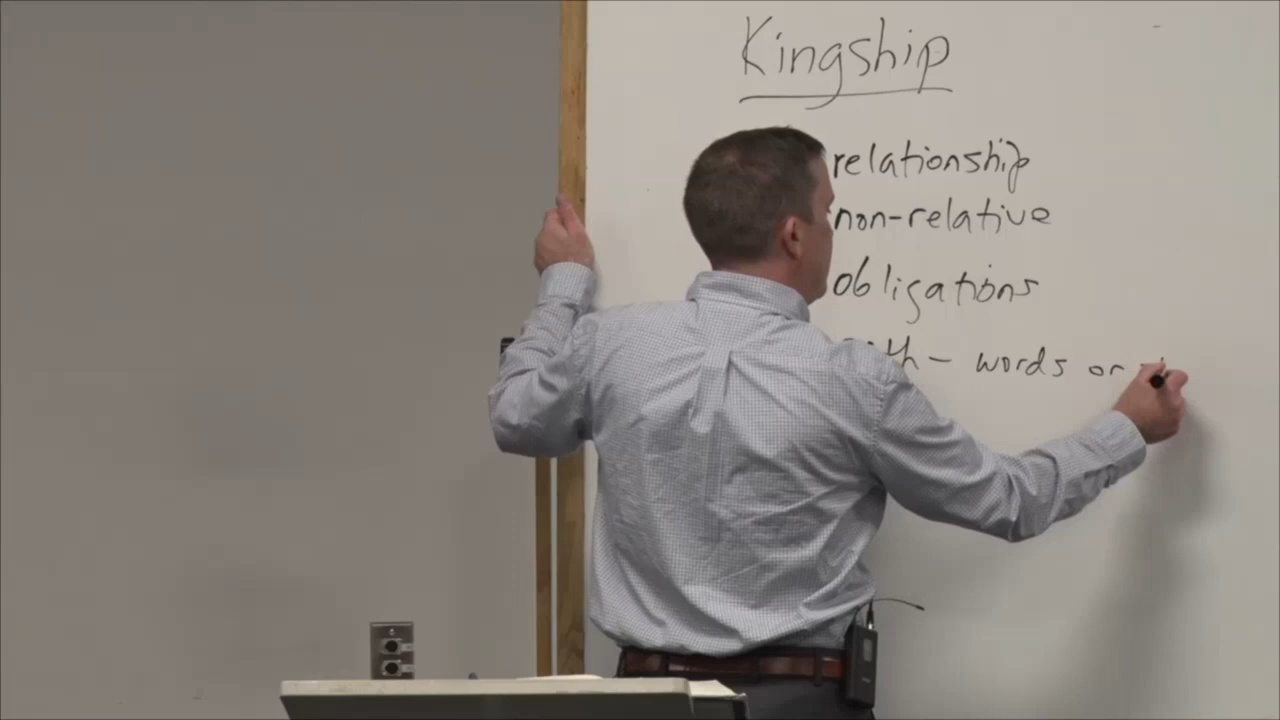 Kingship
relationship
non-relative
obligations
- words or